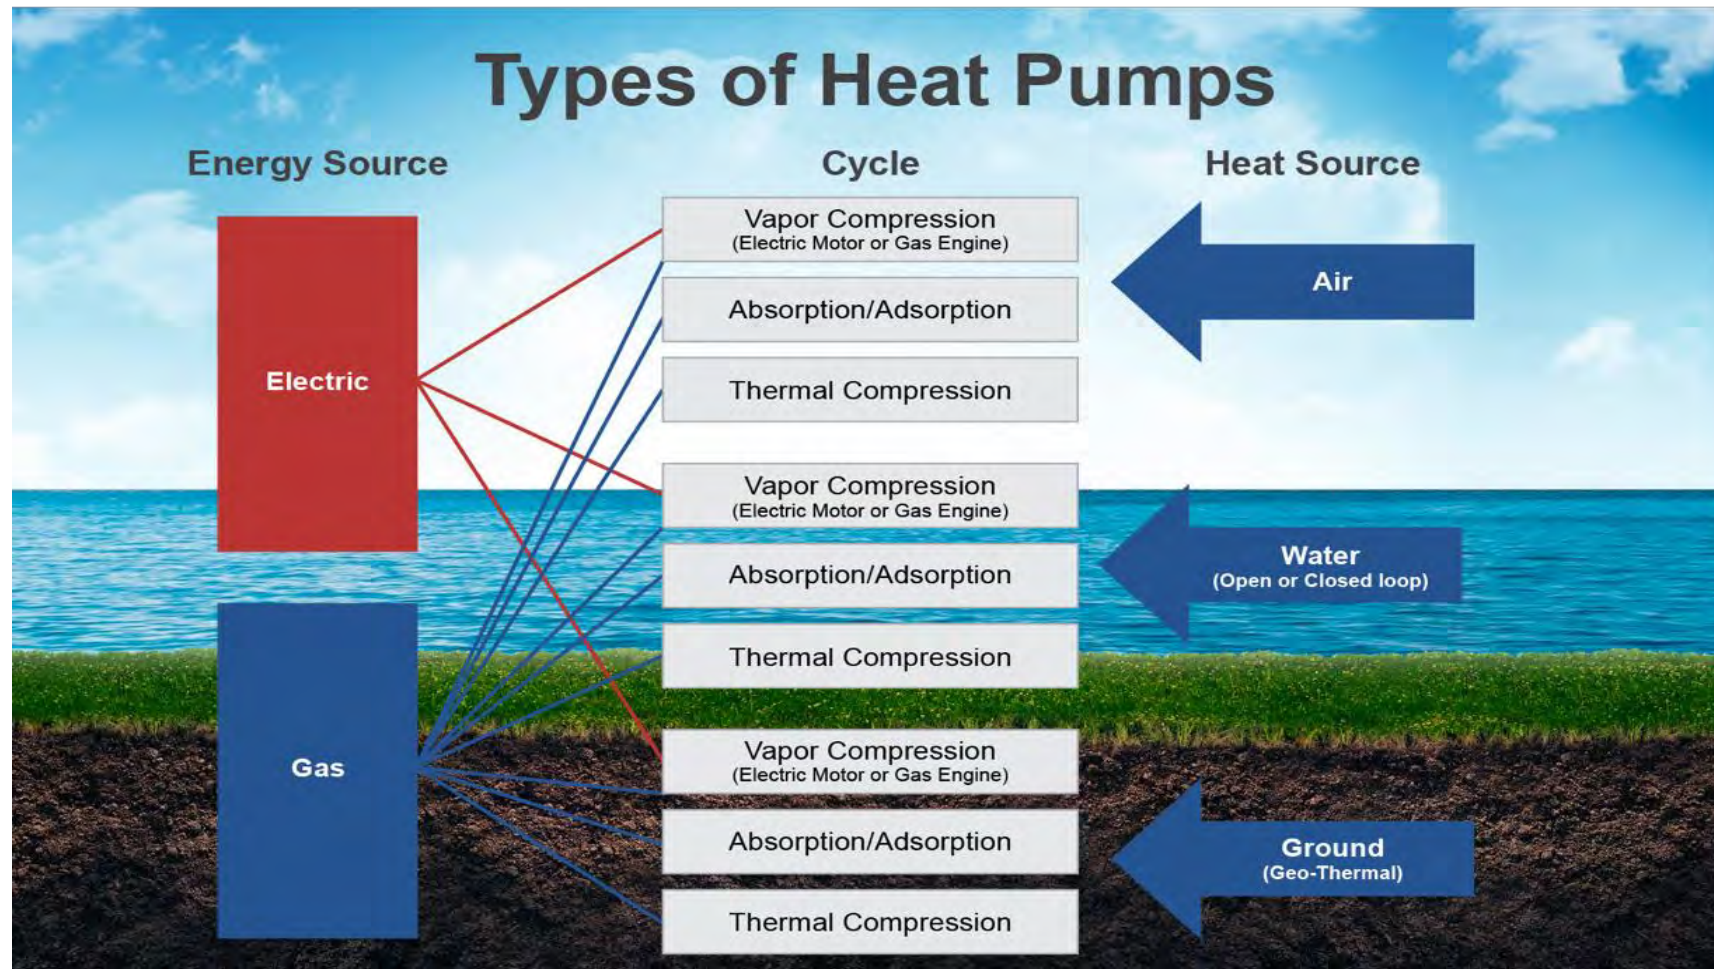 Types of Heat Pumps
Energy Source
Cycle
Heat Source
Electric
Gas
Vapor Compression
(Electric Motor or Gas Engine)
Absorption/Adsorption
Thermal Compression
Vapor Compression
(Electric Motor or Gas Engine)
Absorption/Adsorption
Thermal Compression
Vapor Compression
(Electric Motor or Gas Engine)
Absorption/Adsorption
Thermal Compression
Air
Water
(Open or Closed loop)
Ground
(Geo-Thermal)